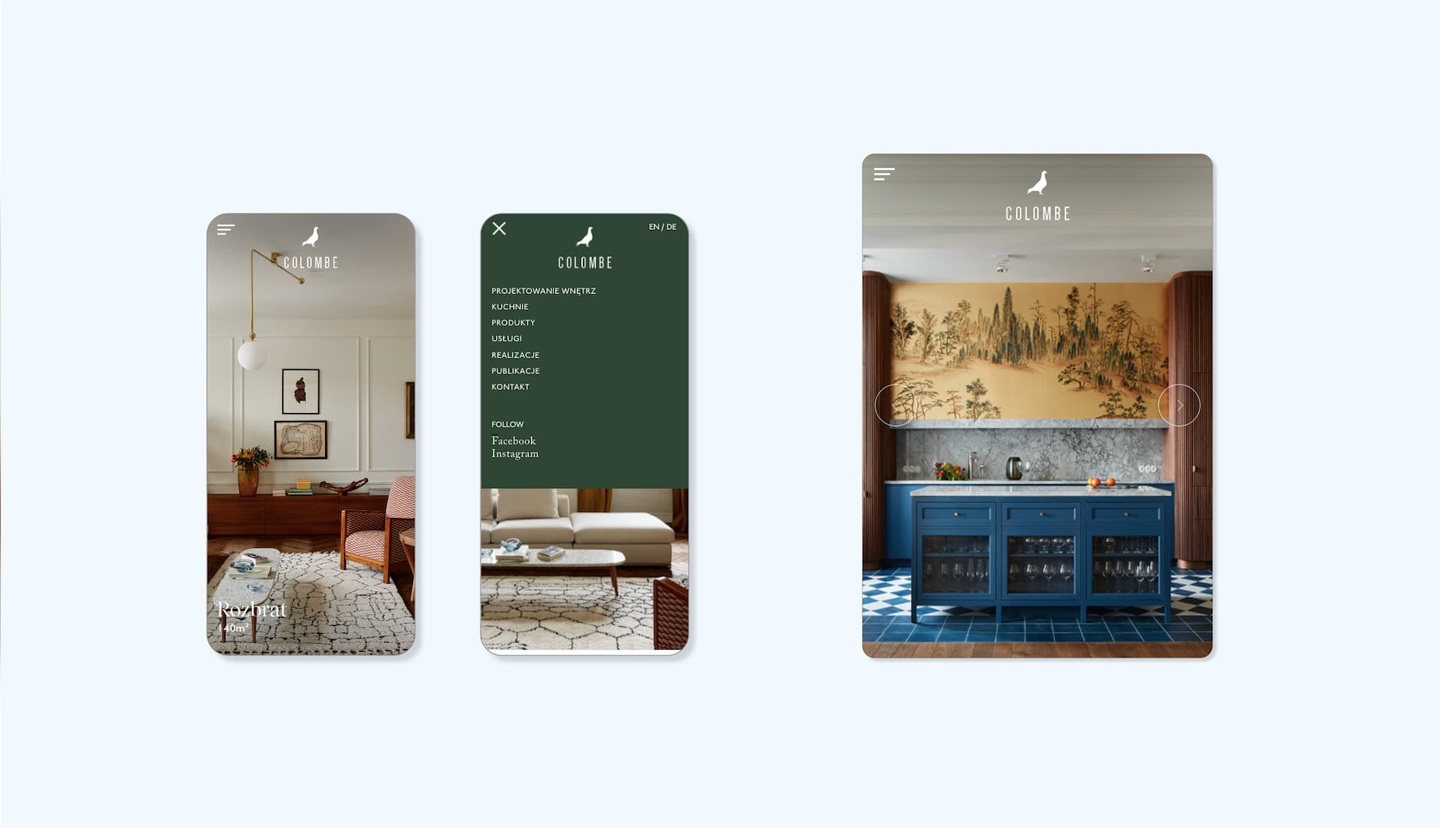 COLOMBE
Rozbrat
140m²
EN / DE
COLOMBE
PROJEKTOWANIE WNĘTRZ
KUCHNIE
PRODUKTY
USŁUGI
REALIZACJE
PUBLIKACJE
KONTAKT
FOLLOW
Facebook
Instagram
COLOMBE